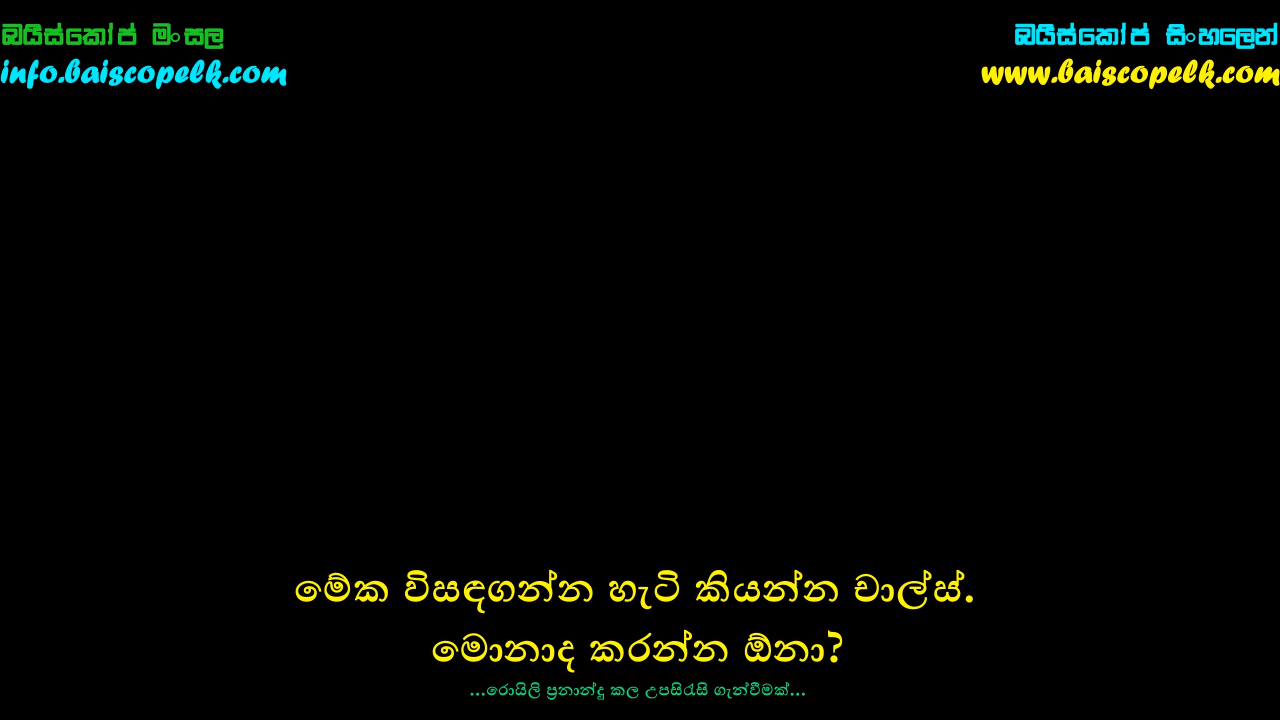 බයිස්කෝප් මංසල
info.baiscopelk.com
බයිස්කෝප් සිංහලෙන්
www.baiscopelk.com
මේක විසඳගන්න හැටි කියන්න චාල්ස්.
මොනාද කරන්න ඕනා?
...රොයිලි ප්‍රනාන්දු කල උපසිරැසි ගැන්වීමක්...